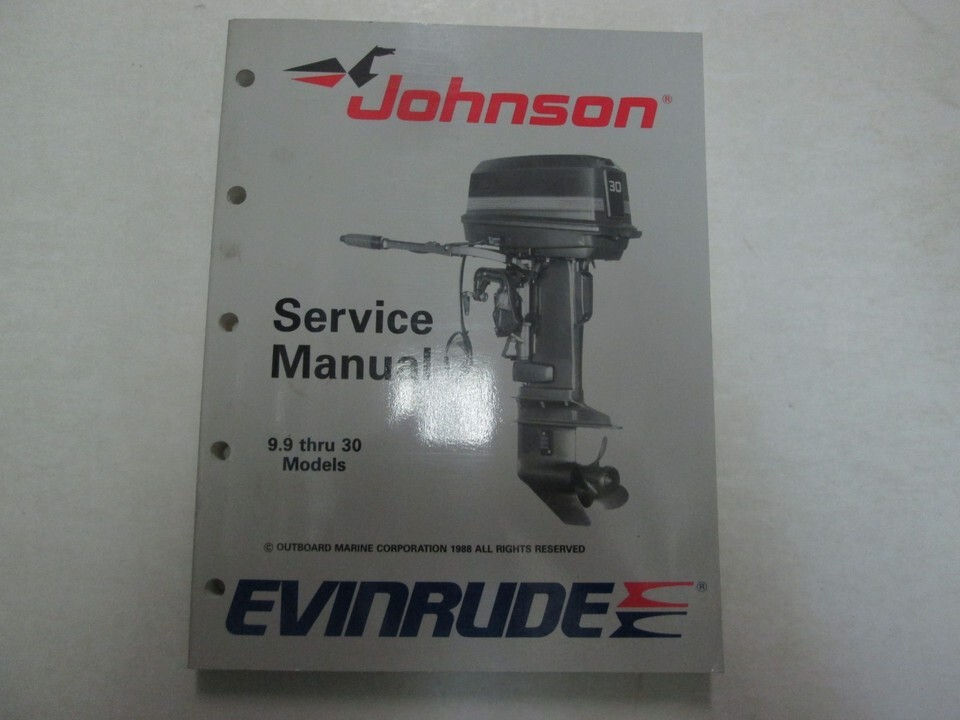 Johnson®
30
Service
Manual
9.9 thru 30
Models
© OUTBOARD MARINE CORPORATION 1988 ALL RIGHTS RESERVED
EVINRUDE®